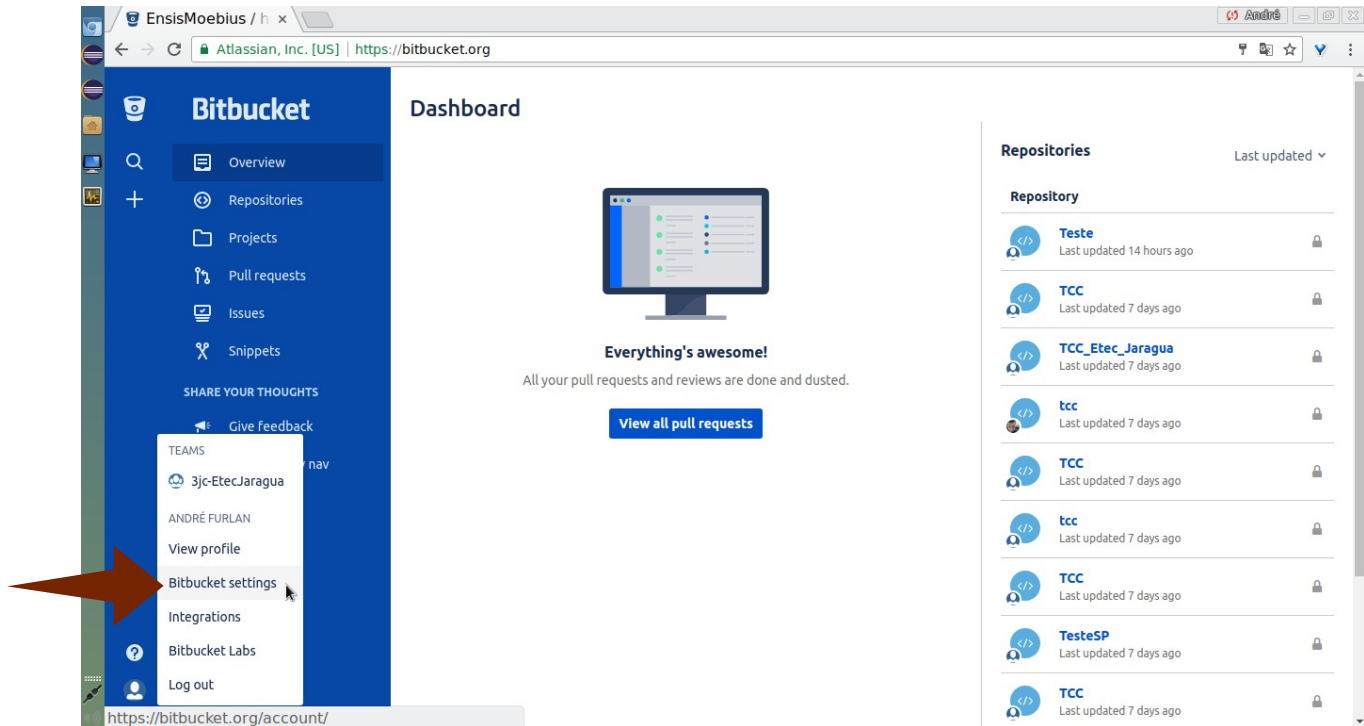 EnsisMoebius / h
André
Atlassian, Inc. [US] | https://bitbucket.org
Bitbucket
Overview
Repositories
Projects
Pull requests
Issues
Snippets
SHARE YOUR THOUGHTS
Give feedback
nav
TEAMS
3jc-EtecJaragua
ANDRÉ FURLAN
View profile
Bitbucket settings
Integrations
Bitbucket Labs
Log out
https://bitbucket.org/account/
Dashboard
Everything's awesome!
All your pull requests and reviews are done and dusted.
View all pull requests
Repositories
Last updated
Repository
Teste
Last updated 14 hours ago
TCC
Last updated 7 days ago
TCC_Etec_Jaragua
Last updated 7 days ago
tcc
Last updated 7 days ago
TCC
Last updated 7 days ago
tcc
Last updated 7 days ago
TCC
Last updated 7 days ago
TesteSP
Last updated 7 days ago
TCC
Last updated 7 days ago